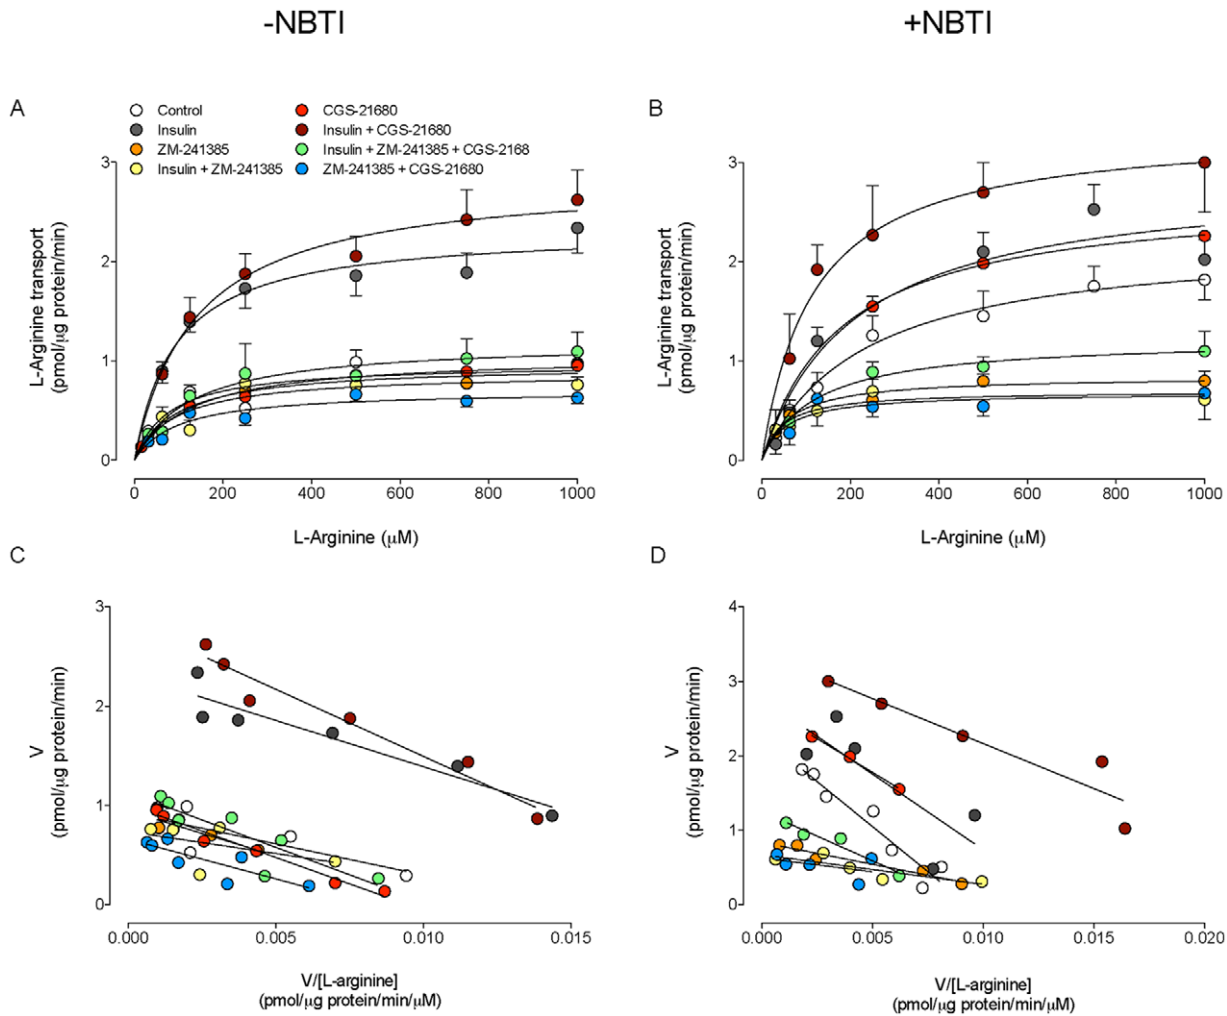 -NBTI
+NBTI
A
Control
Insulin
ZM-241385
Insulin + ZM-241385
CGS-21680
Insulin + CGS-21680
Insulin + ZM-241385 + CGS-2168
ZM-241385 + CGS-21680
L-Arginine transport
(pmol/µg protein/min)
3
2
1
0
0 200 400 600 800 1000
L-Arginine (µM)
B
L-Arginine transport
(pmol/µg protein/min)
3
2
1
0
0 200 400 600 800 1000
L-Arginine (µM)
C
V
(pmol/µg protein/min)
3
2
1
0
0.000 0.005 0.010 0.015
V/[L-arginine]
(pmol/µg protein/min/µM)
D
V
(pmol/µg protein/min)
4
3
2
1
0
0.000 0.005 0.010 0.015 0.020
V/[L-arginine]
(pmol/µg protein/min/µM)